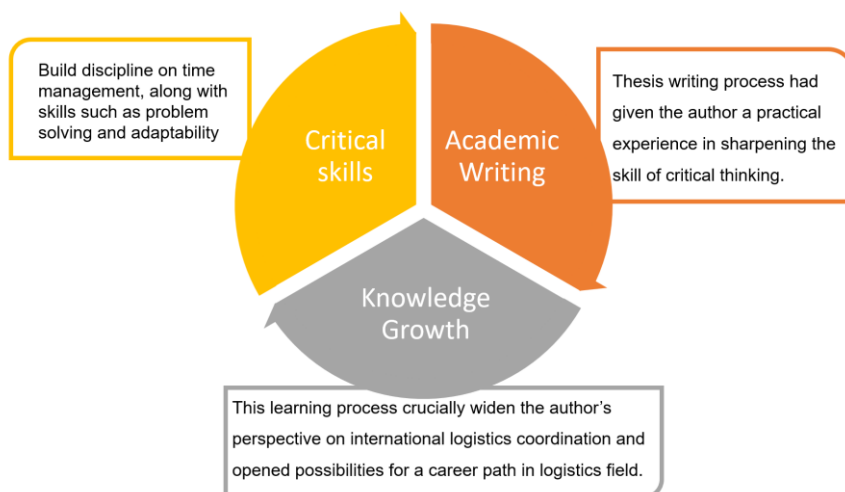 Build discipline on time
management, along with
skills such as problem
solving and adaptability
Critical
skills
Academic
Writing
Thesis writing process had
given the author a practical
experience in sharpening the
skill of critical thinking.
Knowledge
Growth
This learning process crucially widen the author’s
perspective on international logistics coordination and
opened possibilities for a career path in logistics field.